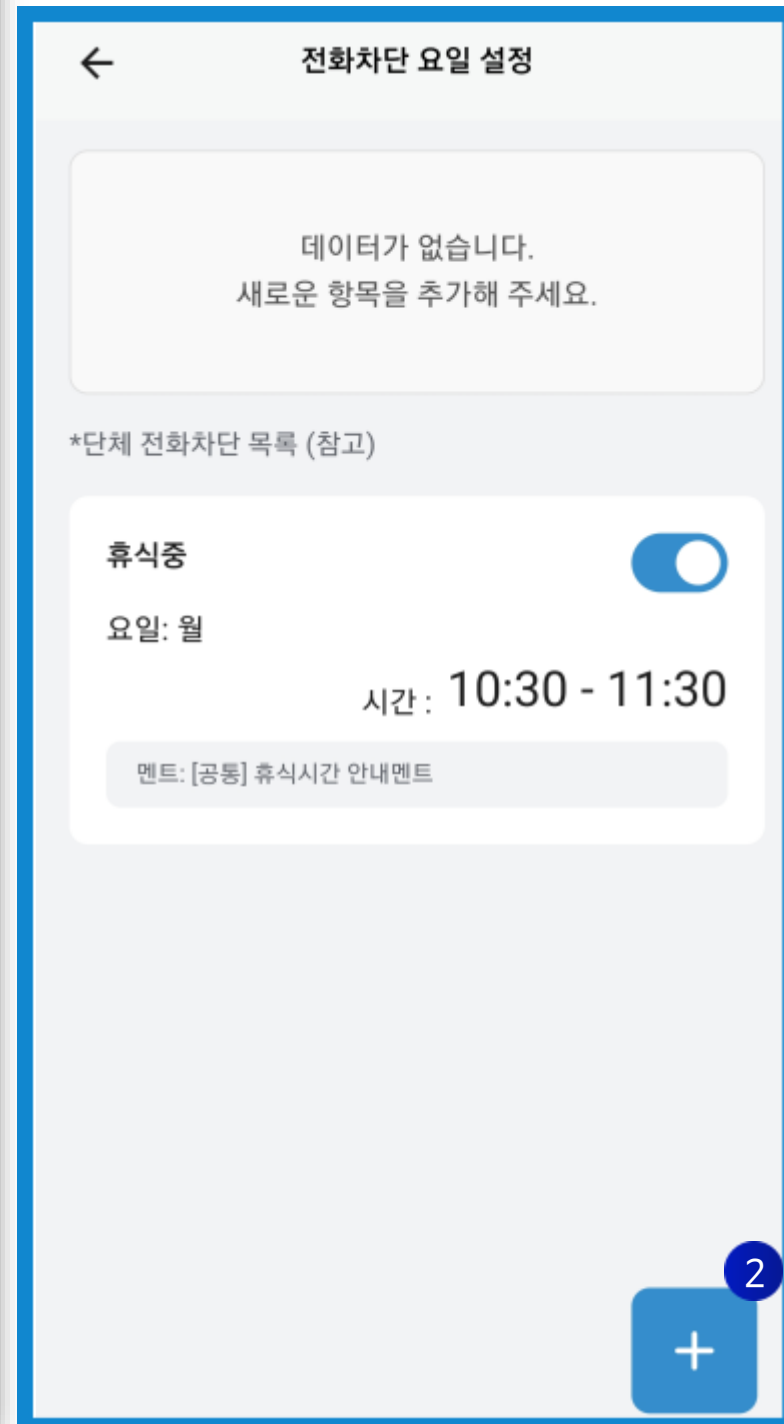 전화차단 요일 설정
데이터가 없습니다.
새로운 항목을 추가해 주세요.
*단체 전화차단 목록 (참고)
휴식중
요일: 월
시간 : 10:30 - 11:30
멘트: [공통] 휴식시간 안내멘트
2
+